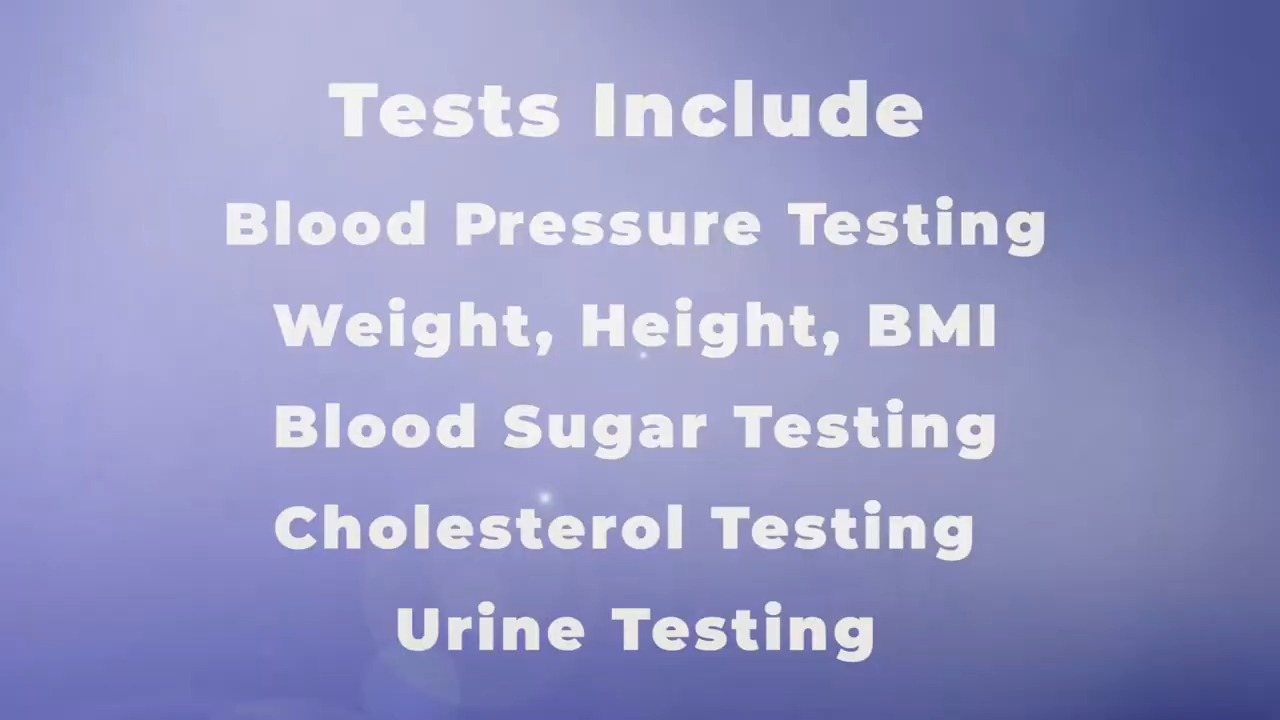 Tests Include
Blood Pressure Testing
Weight, Height, BMI
Blood Sugar Testing
Cholesterol Testing
Urine Testing